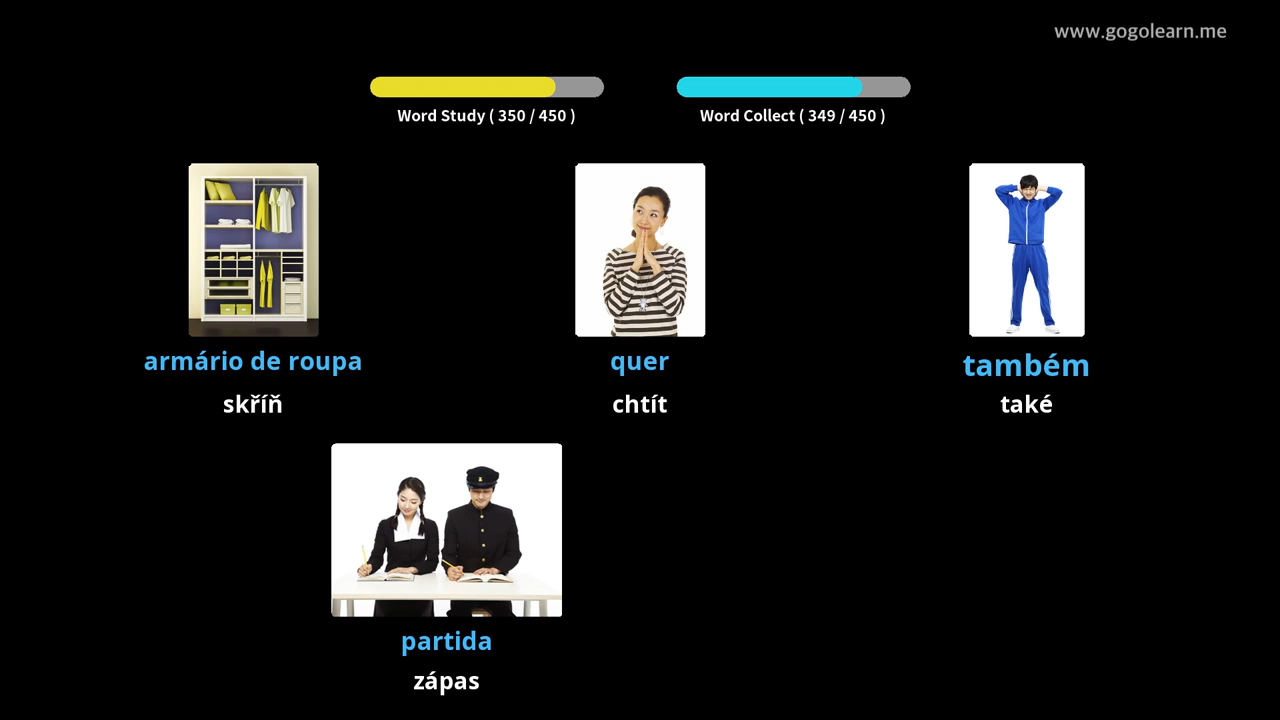 www.gogolearn.me
Word Study ( 350 / 450 )
Word Collect ( 349 / 450 )
armário de roupa
skříň
quer
chtít
também
také
partida
zápas